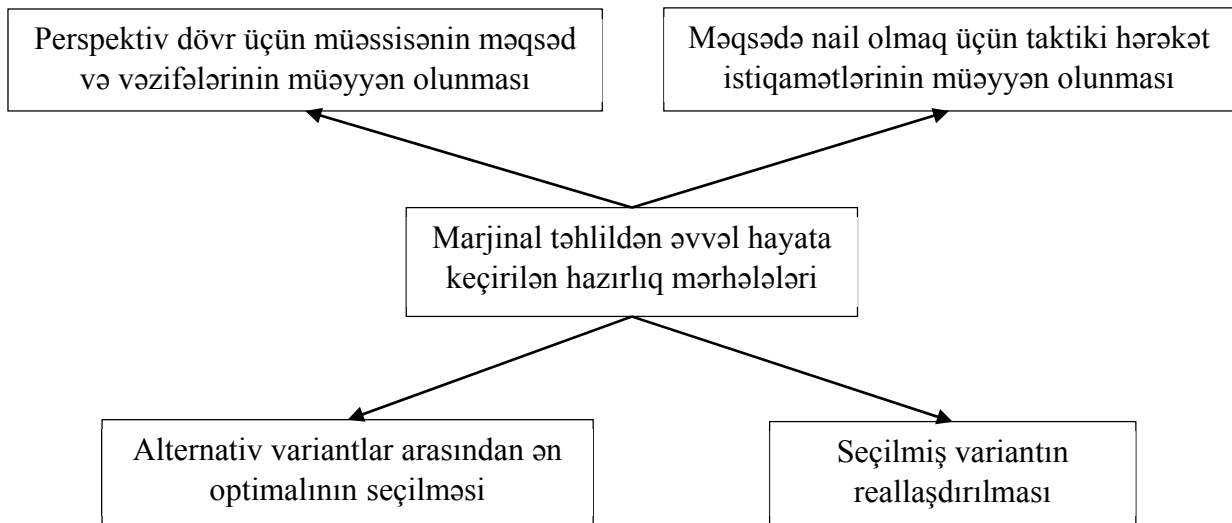 Perspektiv dövr üçün müəssisənin məqsəd
və vəzifələrinin müəyyən olunması
Məqsədə nail olmaq üçün taktiki hərəkət
istiqamətlərinin müəyyən olunması
Marjinal təhlildən əvvəl hayata
keçirilən hazırlıq mərhələləri
Alternativ variantlar arasından ən
optimalının seçilməsi
Seçilmiş variantın
reallaşdırılması